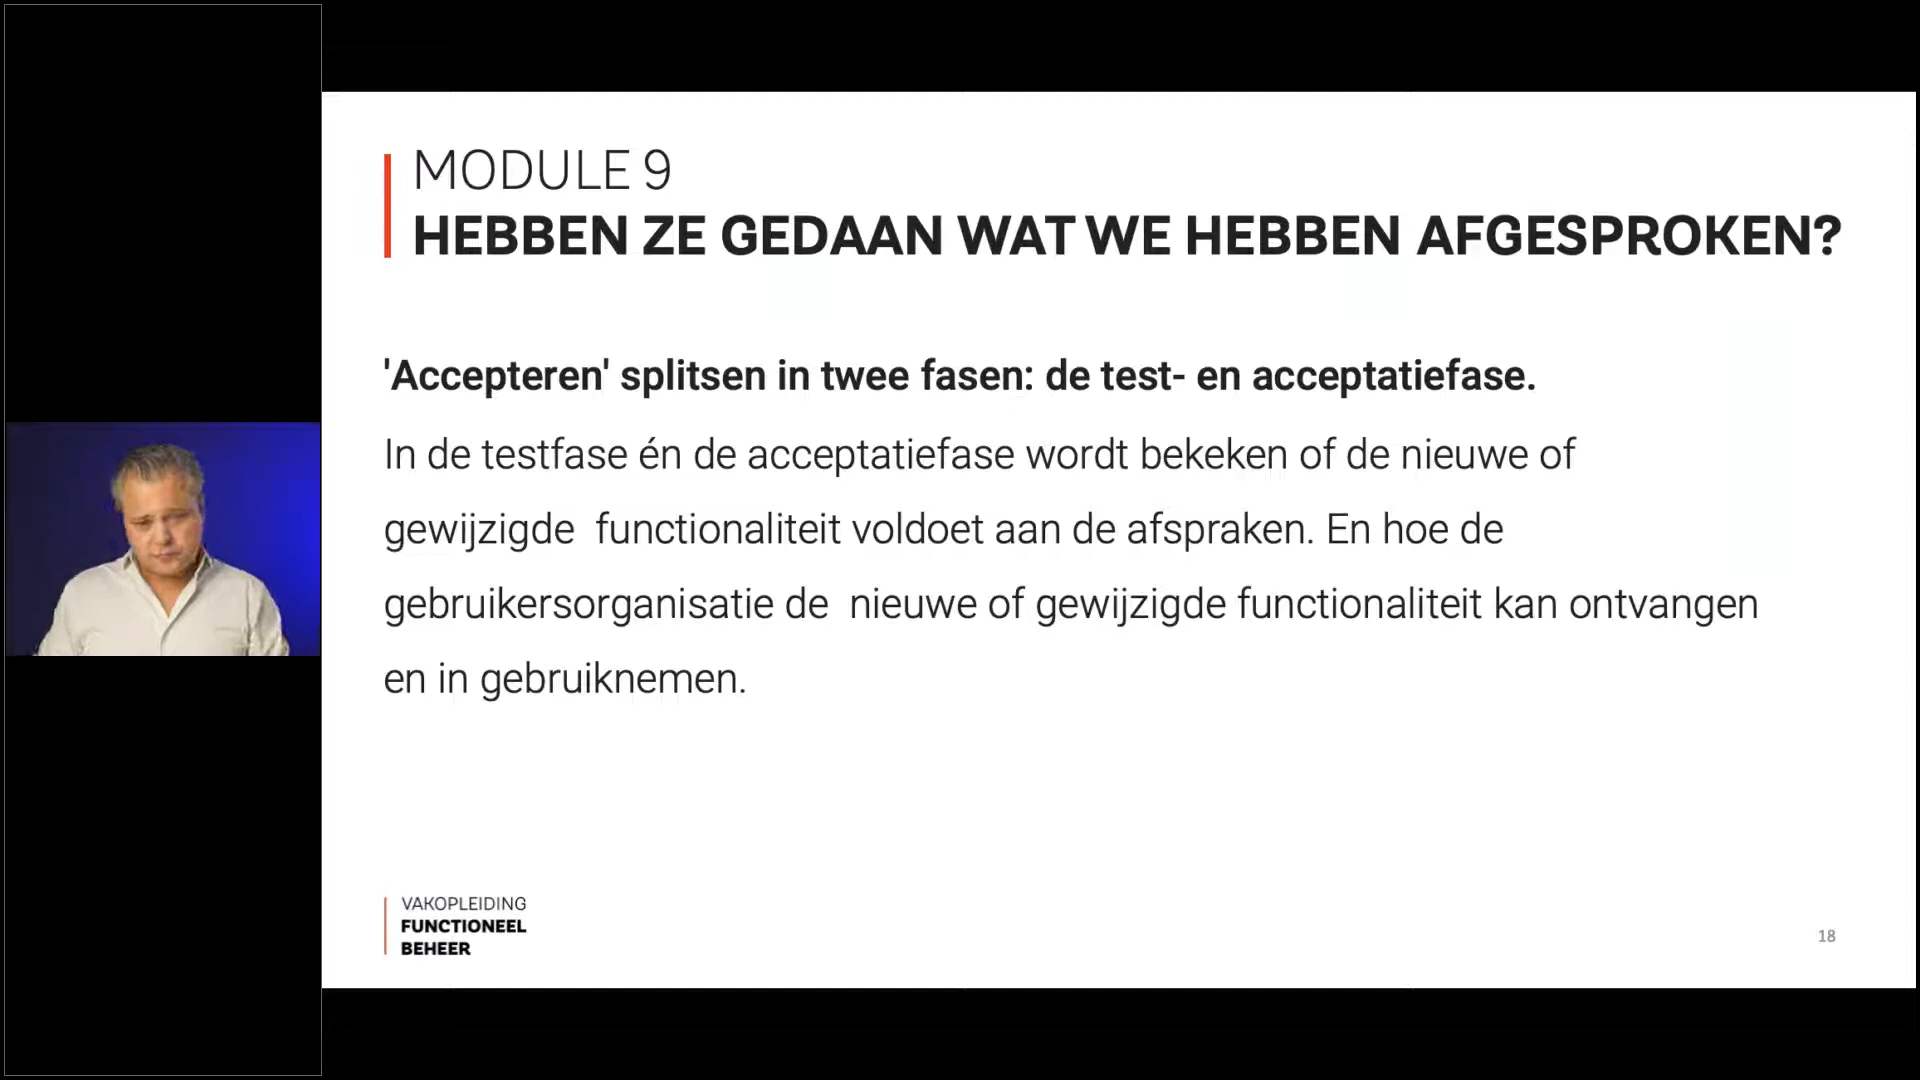 MODULE 9
HEBBEN ZE GEDAAN WAT WE HEBBEN AFGESPROKEN?
'Accepteren' splitsen in twee fasen: de test- en acceptatiefase.
In de testfase én de acceptatiefase wordt bekeken of de nieuwe of
gewijzigde  functionaliteit voldoet aan de afspraken. En hoe de
gebruikersorganisatie de  nieuwe of gewijzigde functionaliteit kan ontvangen
en in gebruiknemen.
VAKOPLEIDING
FUNCTIONEEL
BEHEER
18